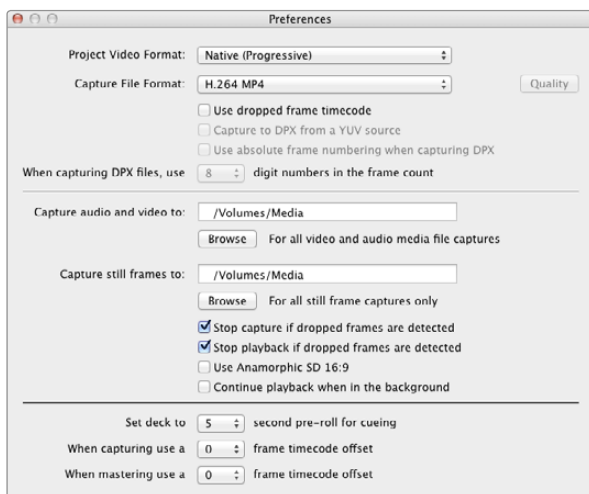 Preferences
Project Video Format: Native (Progressive)
Capture File Format: H.264 MP4 Quality
Use dropped frame timecode
Capture to DPX from a YUV source
Use absolute frame numbering when capturing DPX
When capturing DPX files, use 8 digit numbers in the frame count
Capture audio and video to: /Volumes/Media
Browse For all video and audio media file captures
Capture still frames to: /Volumes/Media
Browse For all still frame captures only
Stop capture if dropped frames are detected
Stop playback if dropped frames are detected
Use Anamorphic SD 16:9
Continue playback when in the background
Set deck to 5 second pre-roll for cueing
When capturing use a 0 frame timecode offset
When mastering use a 0 frame timecode offset